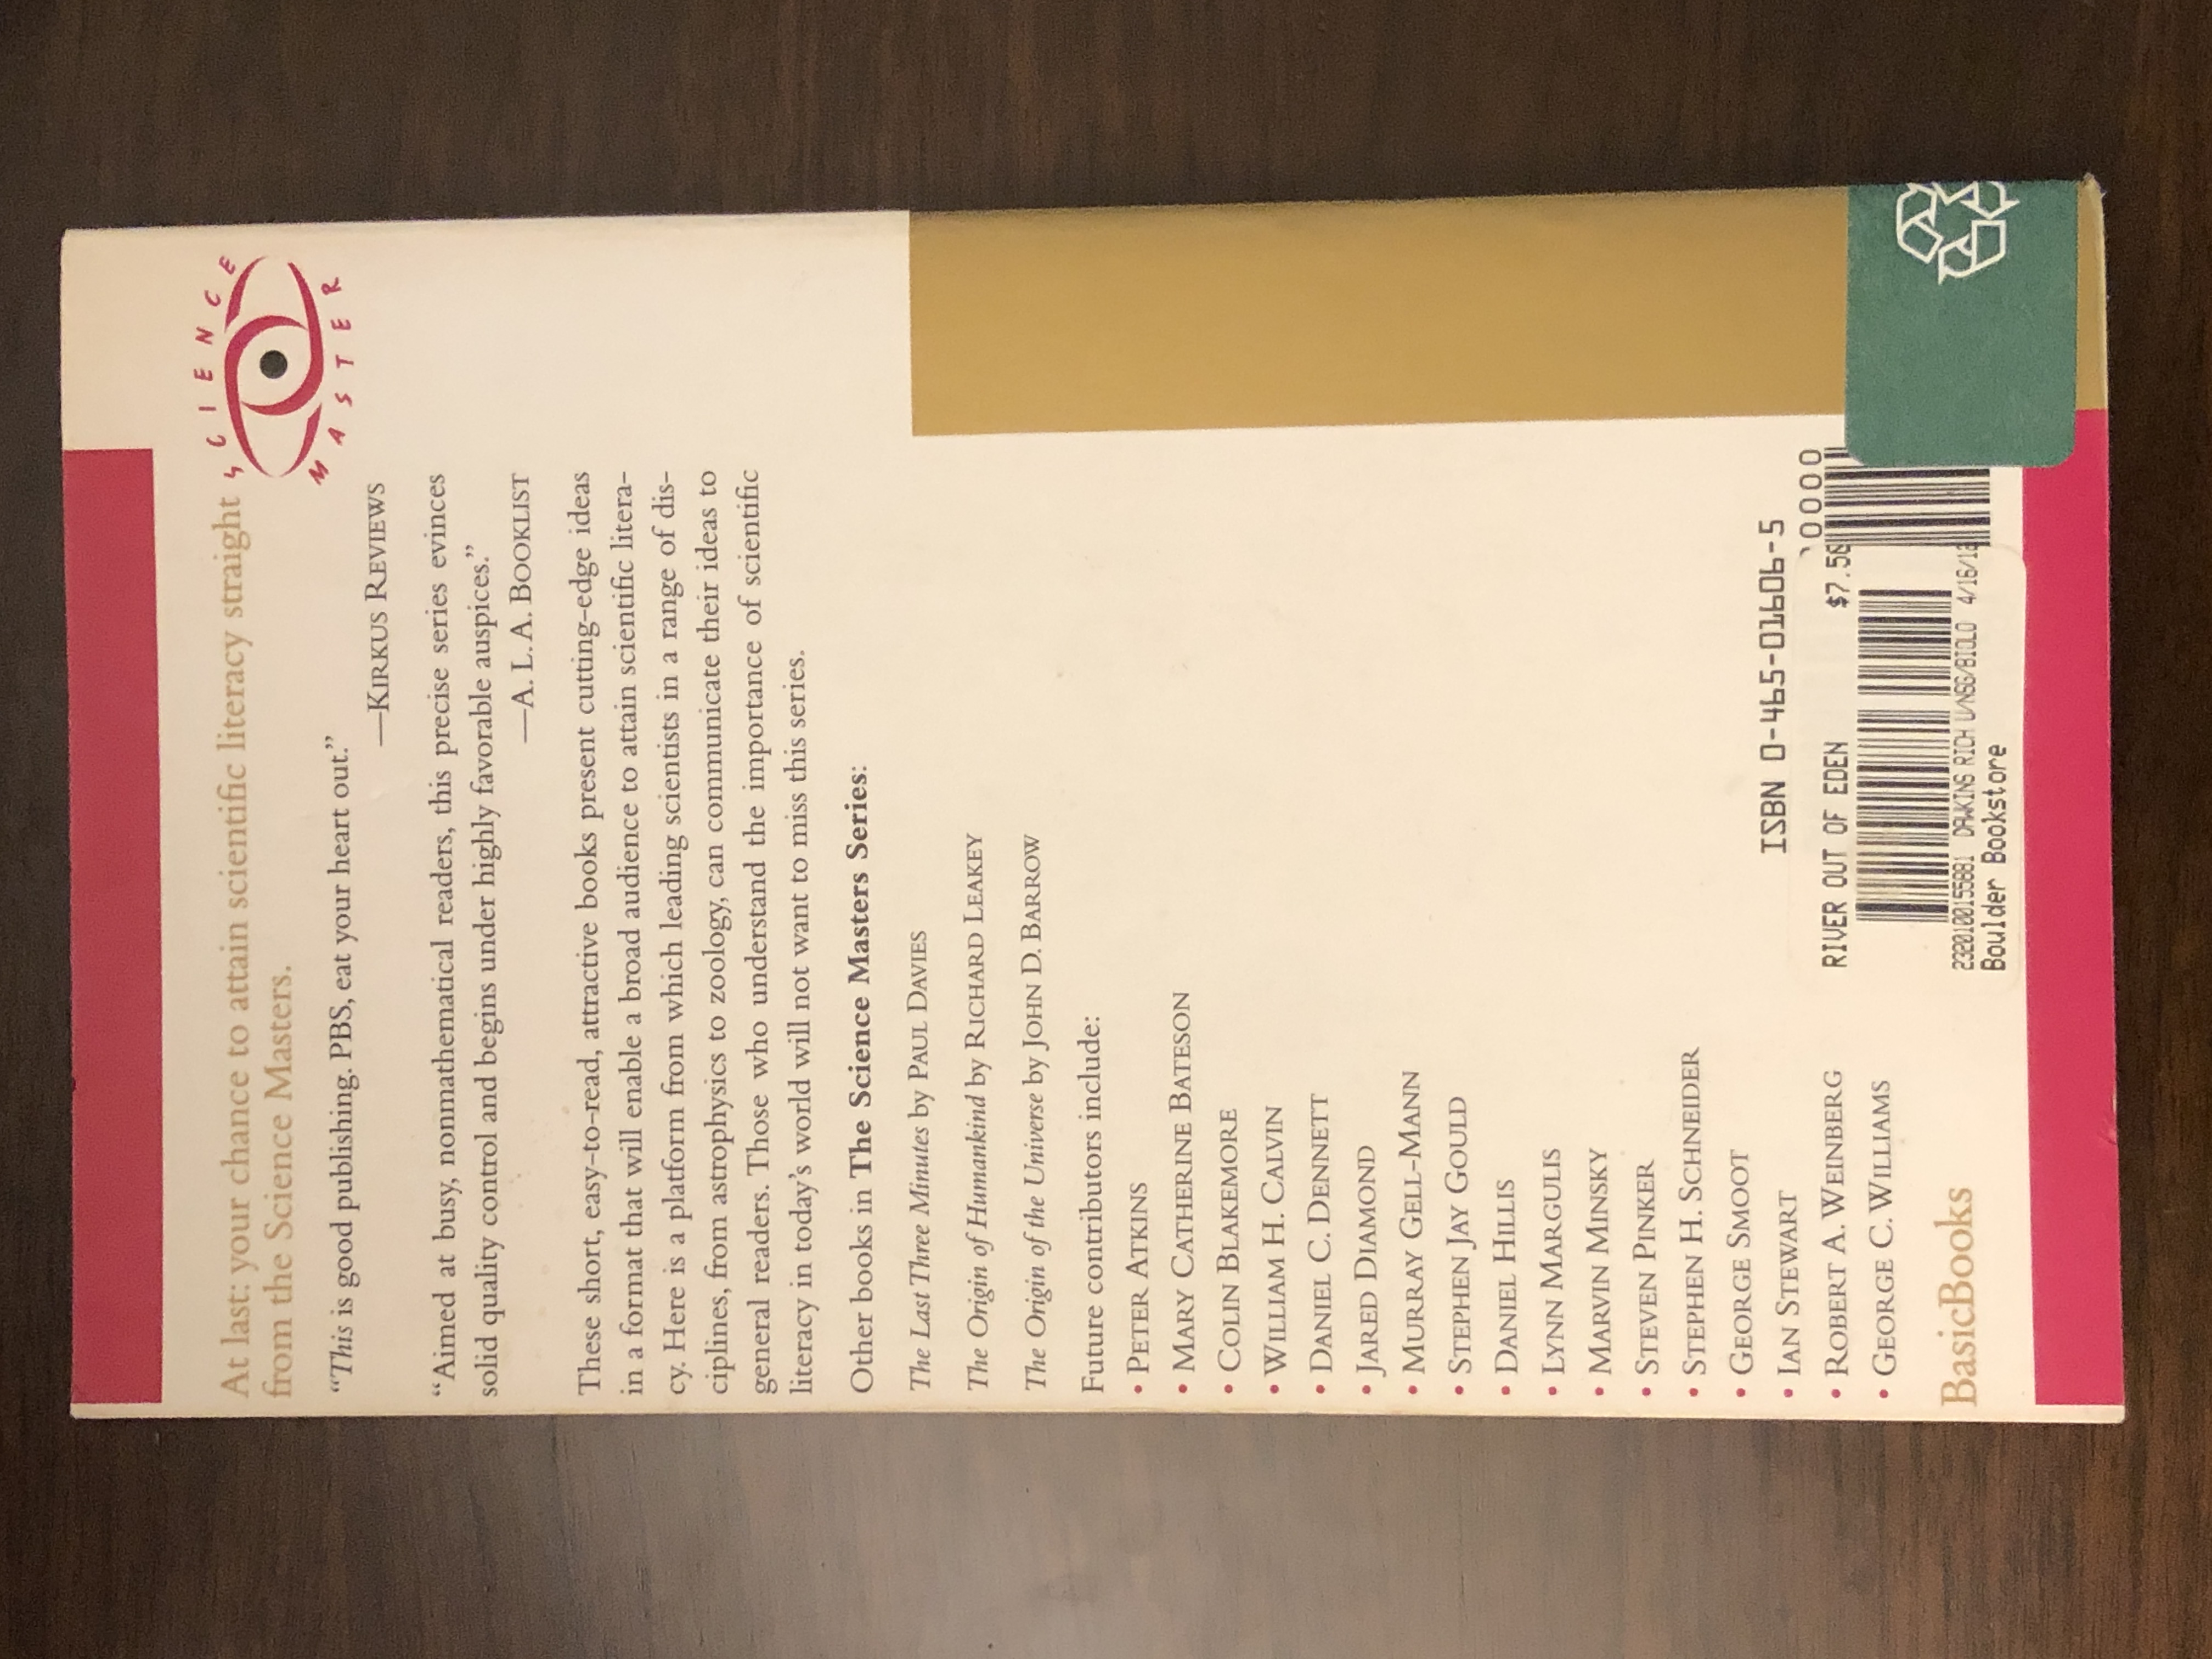 SCIENCE
MASTER
At last: your chance to attain scientific literacy straight
from the Science Masters.
“This is good publishing. PBS, eat your heart out.”
—KIRKUS REVIEWS
“Aimed at busy, nonmathematical readers, this precise series evinces
solid quality control and begins under highly favorable auspices.”
—A. L. A. BOOKLIST
These short, easy-to-read, attractive books present cutting-edge ideas
in a format that will enable a broad audience to attain scientific litera-
cy. Here is a platform from which leading scientists in a range of dis-
ciplines, from astrophysics to zoology, can communicate their ideas to
general readers. Those who understand the importance of scientific
literacy in today’s world will not want to miss this series.
Other books in The Science Masters Series:
The Last Three Minutes by PAUL DAVIES
The Origin of Humankind by RICHARD LEAKEY
The Origin of the Universe by JOHN D. BARROW
Future contributors include:
• PETER ATKINS
• MARY CATHERINE BATESON
• COLIN BLAKEMORE
• WILLIAM H. CALVIN
• DANIEL C. DENNETT
• JARED DIAMOND
• MURRAY GELL-MANN
• STEPHEN JAY GOULD
• DANIEL HILLIS
• LYNN MARGULIS
• MARVIN MINSKY
• STEVEN PINKER
• STEPHEN H. SCHNEIDER
• GEORGE SMOOT
• IAN STEWART
• ROBERT A. WEINBERG
• GEORGE C. WILLIAMS
BasicBooks
ISBN 0-465-01606-5
0000
RIVER OUT OF EDEN $7.50
2320100155881 DAWKINS RICH U/NSG/BIOLO
Boulder Bookstore